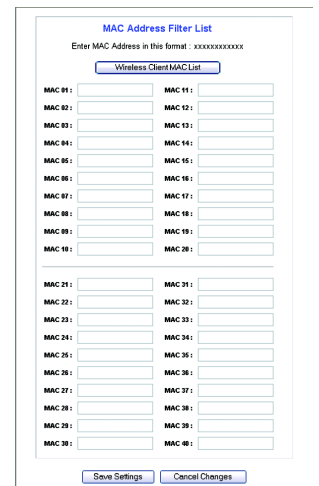 MAC Address Filter List
Enter MAC Address in this format : xxxxxxxxxxxx
Wireless Client MAC List
MAC 01 : MAC 11 :
MAC 02 : MAC 12 :
MAC 03 : MAC 13 :
MAC 04 : MAC 14 :
MAC 05 : MAC 15 :
MAC 06 : MAC 16 :
MAC 07 : MAC 17 :
MAC 08 : MAC 18 :
MAC 09 : MAC 19 :
MAC 10 : MAC 20 :
MAC 21 : MAC 31 :
MAC 22 : MAC 32 :
MAC 23 : MAC 33 :
MAC 24 : MAC 34 :
MAC 25 : MAC 35 :
MAC 26 : MAC 36 :
MAC 27 : MAC 37 :
MAC 28 : MAC 38 :
MAC 29 : MAC 39 :
MAC 30 : MAC 40 :
Save Settings Cancel Changes